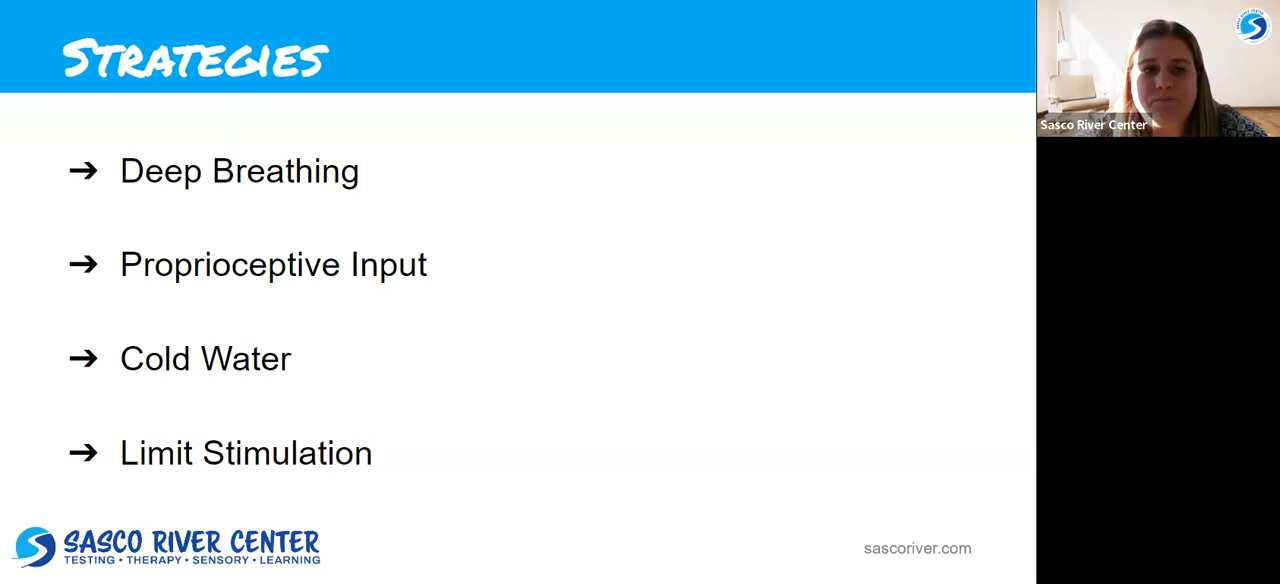 STRATEGIES
➔ Deep Breathing
➔ Proprioceptive Input
➔ Cold Water
➔ Limit Stimulation
SASCO RIVER CENTER
TESTING • THERAPY • SENSORY • LEARNING
sascoriver.com
Sasco River Center